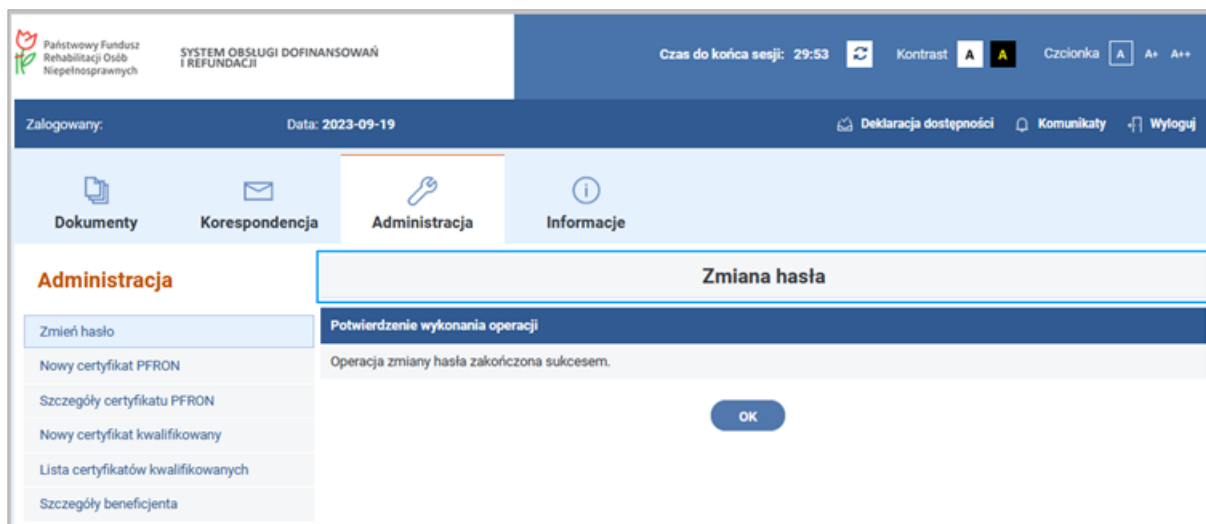 Państwowy Fundusz
Rehabilitacji Osób
Niepełnosprawnych
SYSTEM OBSŁUGI DOFINANSOWAŃ
I REFUNDACJI
Czas do końca sesji: 29:53
Kontrast A A
Czcionka A A+ A++
Zalogowany:
Data: 2023-09-19
Deklaracja dostępności
Komunikaty
Wyloguj
Dokumenty
Korespondencja
Administracja
Informacje
Administracja
Zmień hasło
Nowy certyfikat PFRON
Szczegóły certyfikatu PFRON
Nowy certyfikat kwalifikowany
Lista certyfikatów kwalifikowanych
Szczegóły beneficjenta
Zmiana hasła
Potwierdzenie wykonania operacji
Operacja zmiany hasła zakończona sukcesem.
OK